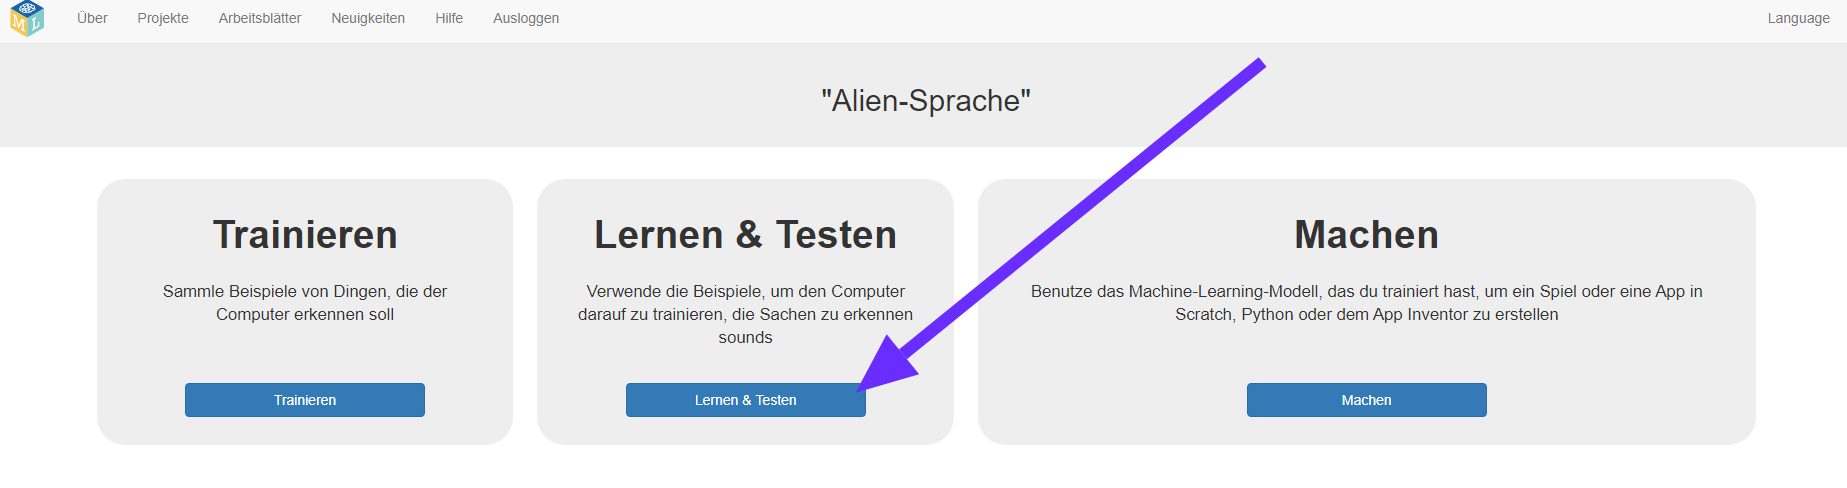 M L
Über Projekte Arbeitsblätter Neuigkeiten Hilfe Ausloggen Language
"Alien-Sprache"
Trainieren
Sammle Beispiele von Dingen, die der
Computer erkennen soll
Trainieren
Lernen & Testen
Verwende die Beispiele, um den Computer
darauf zu trainieren, die Sachen zu erkennen
sounds
Lernen & Testen
Machen
Benutze das Machine-Learning-Modell, das du trainiert hast, um ein Spiel oder eine App in
Scratch, Python oder dem App Inventor zu erstellen
Machen